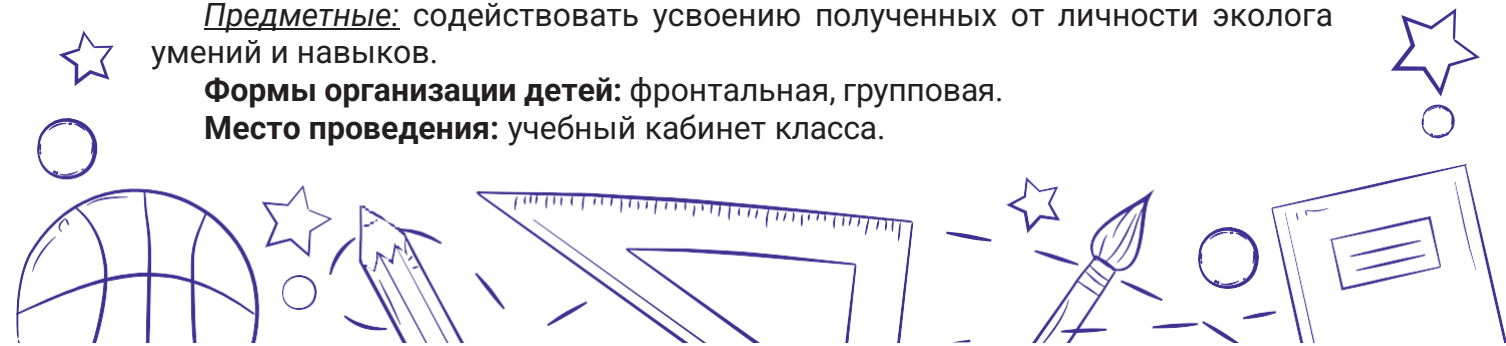 Предметные: содействовать усвоению полученных от личности эколога
умений и навыков.
Формы организации детей: фронтальная, групповая.
Место проведения: учебный кабинет класса.